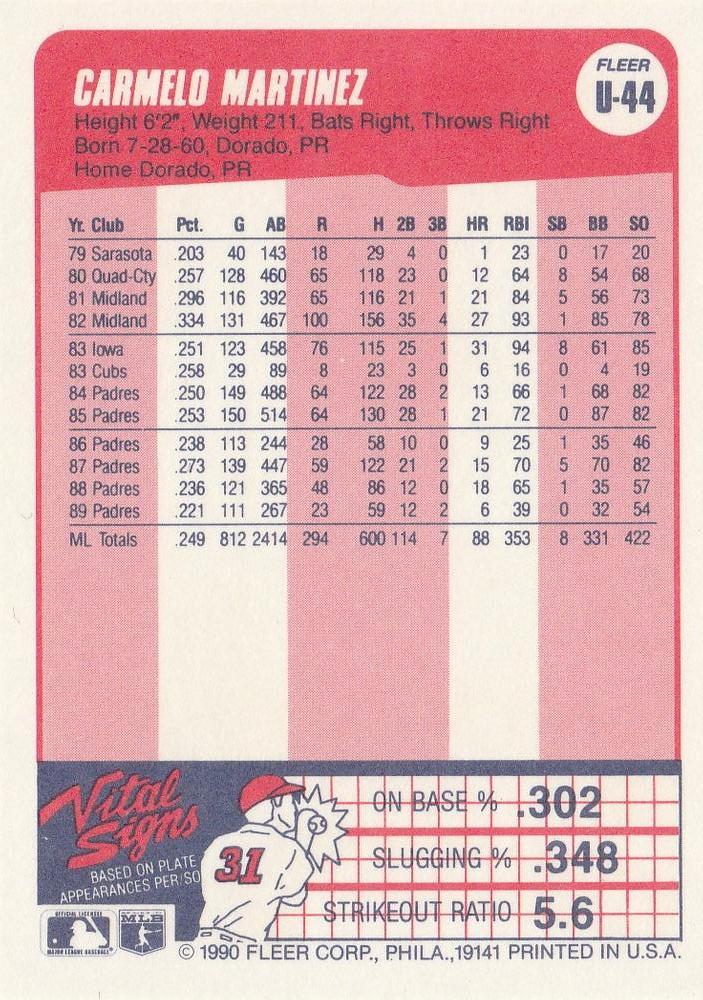 CARMELO MARTINEZ
FLEER
U-44
Height 6'2", Weight 211, Bats Right, Throws Right
Born 7-28-60, Dorado, PR
Home Dorado, PR
Yr. Club Pct. G AB R H 2B 3B HR RBI SB BB SO
79 Sarasota .203 40 143 18 29 4 0 1 23 0 17 20
80 Quad-Cty .257 128 460 65 118 23 0 12 64 8 54 68
81 Midland .296 116 392 65 116 21 1 21 84 5 56 73
82 Midland .334 131 467 100 156 35 4 27 93 1 85 78
83 Iowa .251 123 458 76 115 25 1 31 94 8 61 85
83 Cubs .258 29 89 8 23 3 0 6 16 0 4 19
84 Padres .250 149 488 64 122 28 2 13 66 1 68 82
85 Padres .253 150 514 64 130 28 1 21 72 0 87 82
86 Padres .238 113 244 28 58 10 0 9 25 1 35 46
87 Padres .273 139 447 59 122 21 2 15 70 5 70 82
88 Padres .236 121 365 48 86 12 0 18 65 1 35 57
89 Padres .221 111 267 23 59 12 2 6 39 0 32 54
ML Totals .249 812 2414 294 600 114 7 88 353 8 331 422
Vital
Signs
BASED ON PLATE
APPEARANCES PER/SO
31
ON BASE % .302
SLUGGING % .348
STRIKEOUT RATIO 5.6
OFFICIAL LICENSEE
MAJOR LEAGUE BASEBALL
MLB
© 1990 FLEER CORP., PHILA.,19141 PRINTED IN U.S.A.